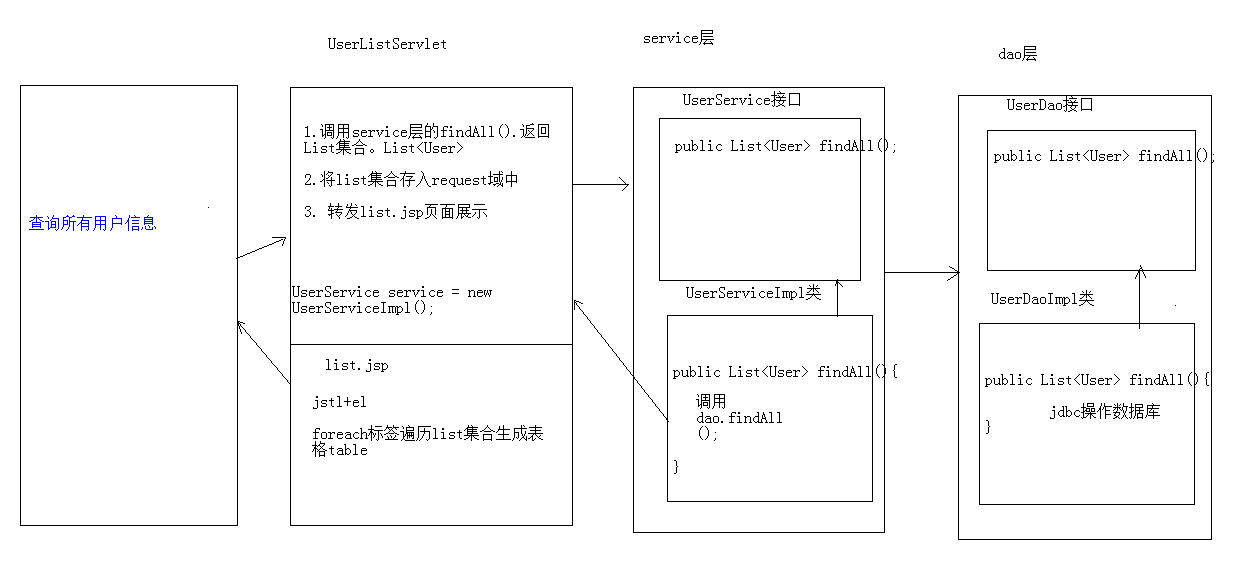 UserListServlet
service层
dao层
查询所有用户信息
1.调用service层的findAll().返回
List集合。List<User>
2.将list集合存入request域中
3. 转发list.jsp页面展示
UserService service = new
UserServiceImpl();
list.jsp
jstl+el
foreach标签遍历list集合生成表
格table
UserService接口
public List<User> findAll();
UserServiceImpl类
public List<User> findAll(){
调用
dao.findAll
();
}
UserDao接口
public List<User> findAll();
UserDaoImpl类
public List<User> findAll(){
jdbc操作数据库
}